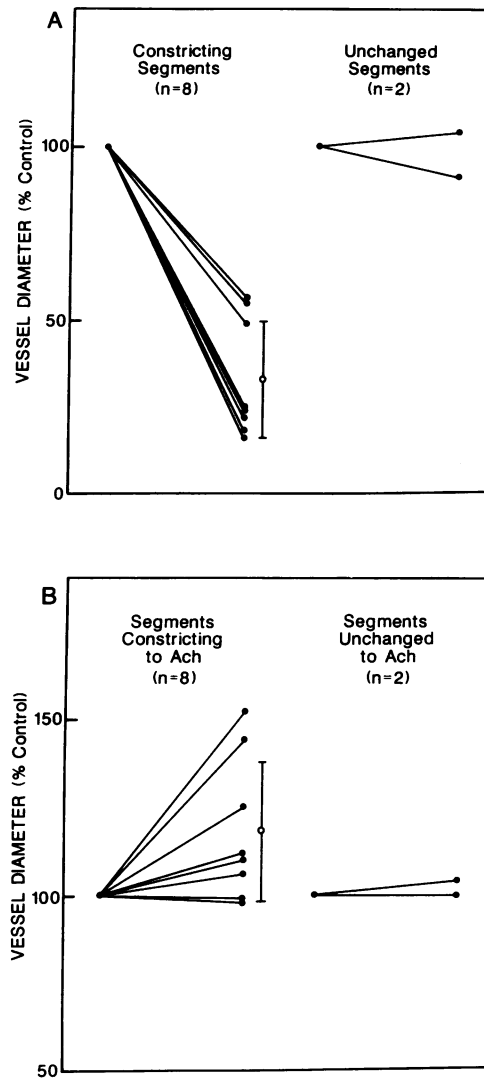 A
Constricting
Segments
(n=8)
Unchanged
Segments
(n=2)
VESSEL DIAMETER (% Control)
100
50
0
B
Segments
Constricting
to Ach
(n=8)
Segments
Unchanged
to Ach
(n=2)
VESSEL DIAMETER (% Control)
150
100
50